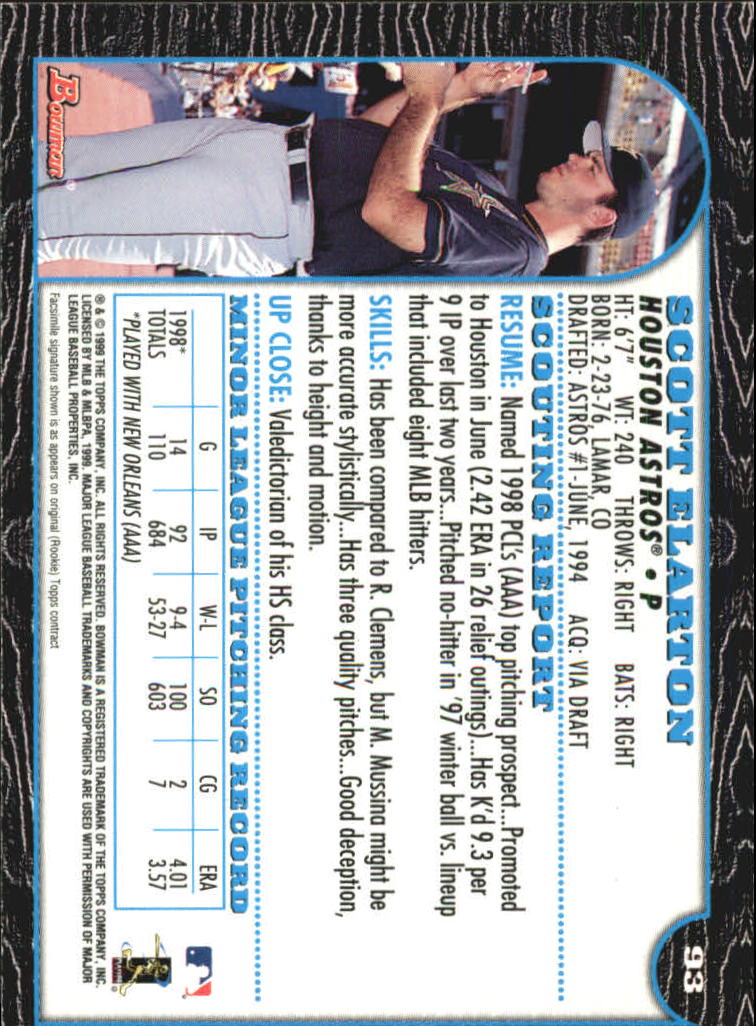 93
SCOTT ELARTON
HOUSTON ASTROS® • P
HT: 6'7" WT: 240 THROWS: RIGHT BATS: RIGHT
BORN: 2-23-76, LAMAR, CO
DRAFTED: ASTROS #1-JUNE, 1994 ACQ: VIA DRAFT
SCOUTING REPORT
RESUME: Named 1998 PCL's (AAA) top pitching prospect...Promoted
to Houston in June (2.42 ERA in 26 relief outings)...Has K'd 9.3 per
9 IP over last two years...Pitched no-hitter in '97 winter ball vs. lineup
that included eight MLB hitters.
SKILLS: Has been compared to R. Clemens, but M. Mussina might be
more accurate stylistically...Has three quality pitches...Good deception,
thanks to height and motion.
UP CLOSE: Valedictorian of his HS class.
MINOR LEAGUE PITCHING RECORD
G IP W-L SO CG ERA
1998* 14 92 9-4 100 2 4.01
TOTALS 110 684 53-27 603 7 3.57
*PLAYED WITH NEW ORLEANS (AAA)
® & © 1999 THE TOPPS COMPANY, INC. ALL RIGHTS RESERVED. BOWMAN IS A REGISTERED TRADEMARK OF THE TOPPS COMPANY, INC.
LICENSED BY MLB & MLBPA, 1999. MAJOR LEAGUE BASEBALL TRADEMARKS AND COPYRIGHTS ARE USED WITH PERMISSION OF MAJOR
LEAGUE BASEBALL PROPERTIES, INC.
Facsimile signature shown is as appears on original (Rookie) Topps contract
Bowman®